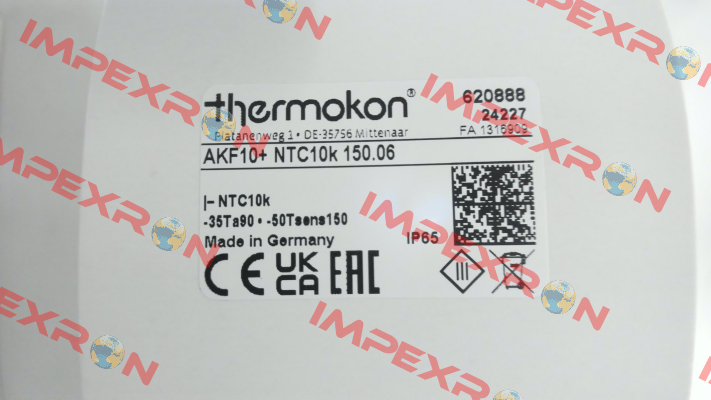 thermokon®
620888
24227
Platanenweg 1 • DE-35756 Mittenaar
FA 1316909
AKF10+ NTC10k 150.06
|- NTC10k
-35Ta90 • -50Tsens150
Made in Germany
IP65
CE UK CA EAC
III
IMPEXRON
IMPEXRON
IMPEXRON
IMPEXRON
IMPEXRON
IMPEXRON
IMPEXRON